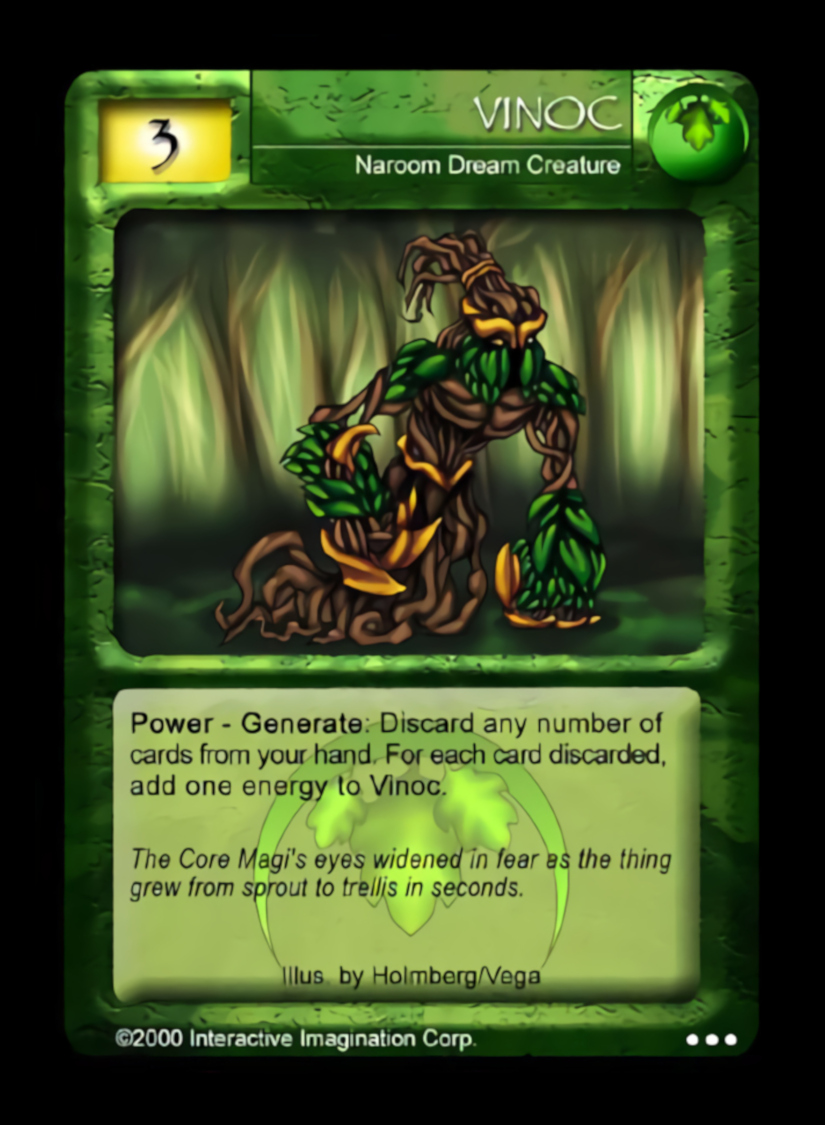 3
VINOC
Naroom Dream Creature
Power - Generate: Discard any number of
cards from your hand. For each card discarded,
add one energy to Vinoc.
The Core Magi's eyes widened in fear as the thing
grew from sprout to trellis in seconds.
Illus. by Holmberg/Vega
©2000 Interactive Imagination Corp.